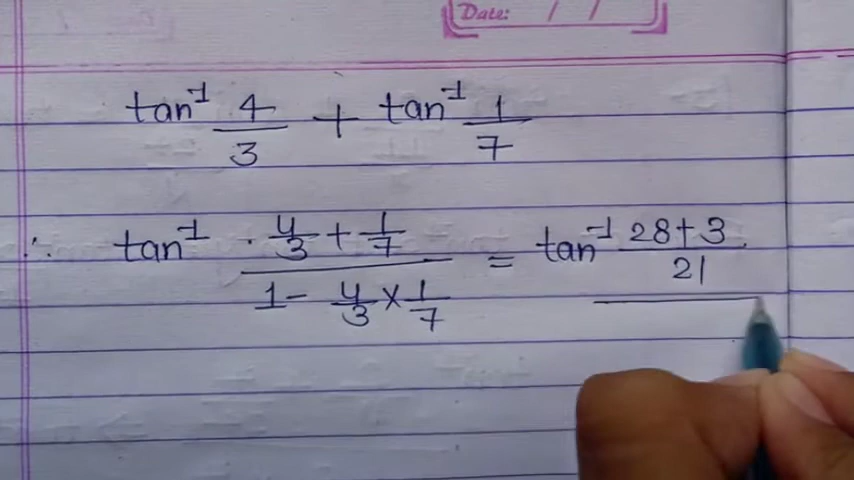 Date: / /
tan⁻¹ 4/3 + tan⁻¹ 1/7
∴ tan⁻¹ (4/3 + 1/7)/(1 - 4/3 × 1/7) = tan⁻¹ (28+3)/21